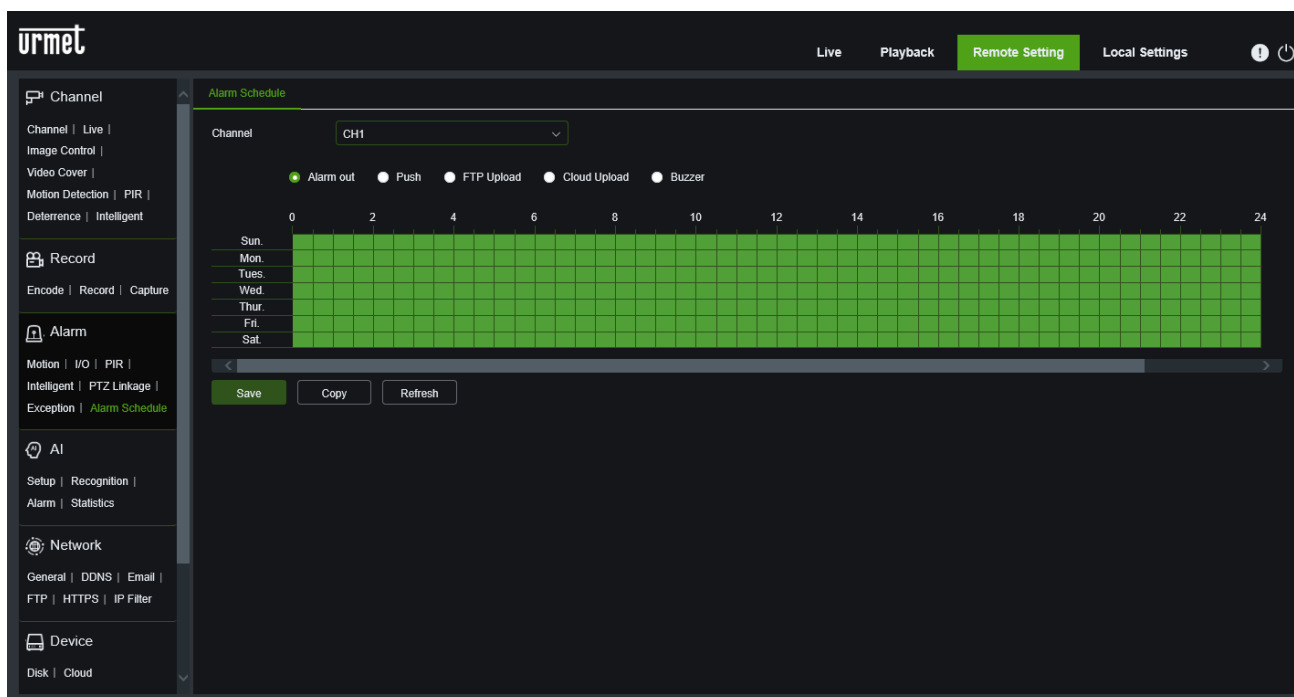 urmet
Live Playback Remote Setting Local Settings
Channel
Channel | Live |
Image Control |
Video Cover |
Motion Detection | PIR |
Deterrence | Intelligent
Record
Encode | Record | Capture
Alarm
Motion | I/O | PIR |
Intelligent | PTZ Linkage |
Exception | Alarm Schedule
AI
Setup | Recognition |
Alarm | Statistics
Network
General | DDNS | Email |
FTP | HTTPS | IP Filter
Device
Disk | Cloud
Alarm Schedule
Channel CH1
Alarm out Push FTP Upload Cloud Upload Buzzer
0 2 4 6 8 10 12 14 16 18 20 22 24
Sun.
Mon.
Tues.
Wed.
Thur.
Fri.
Sat.
Save Copy Refresh